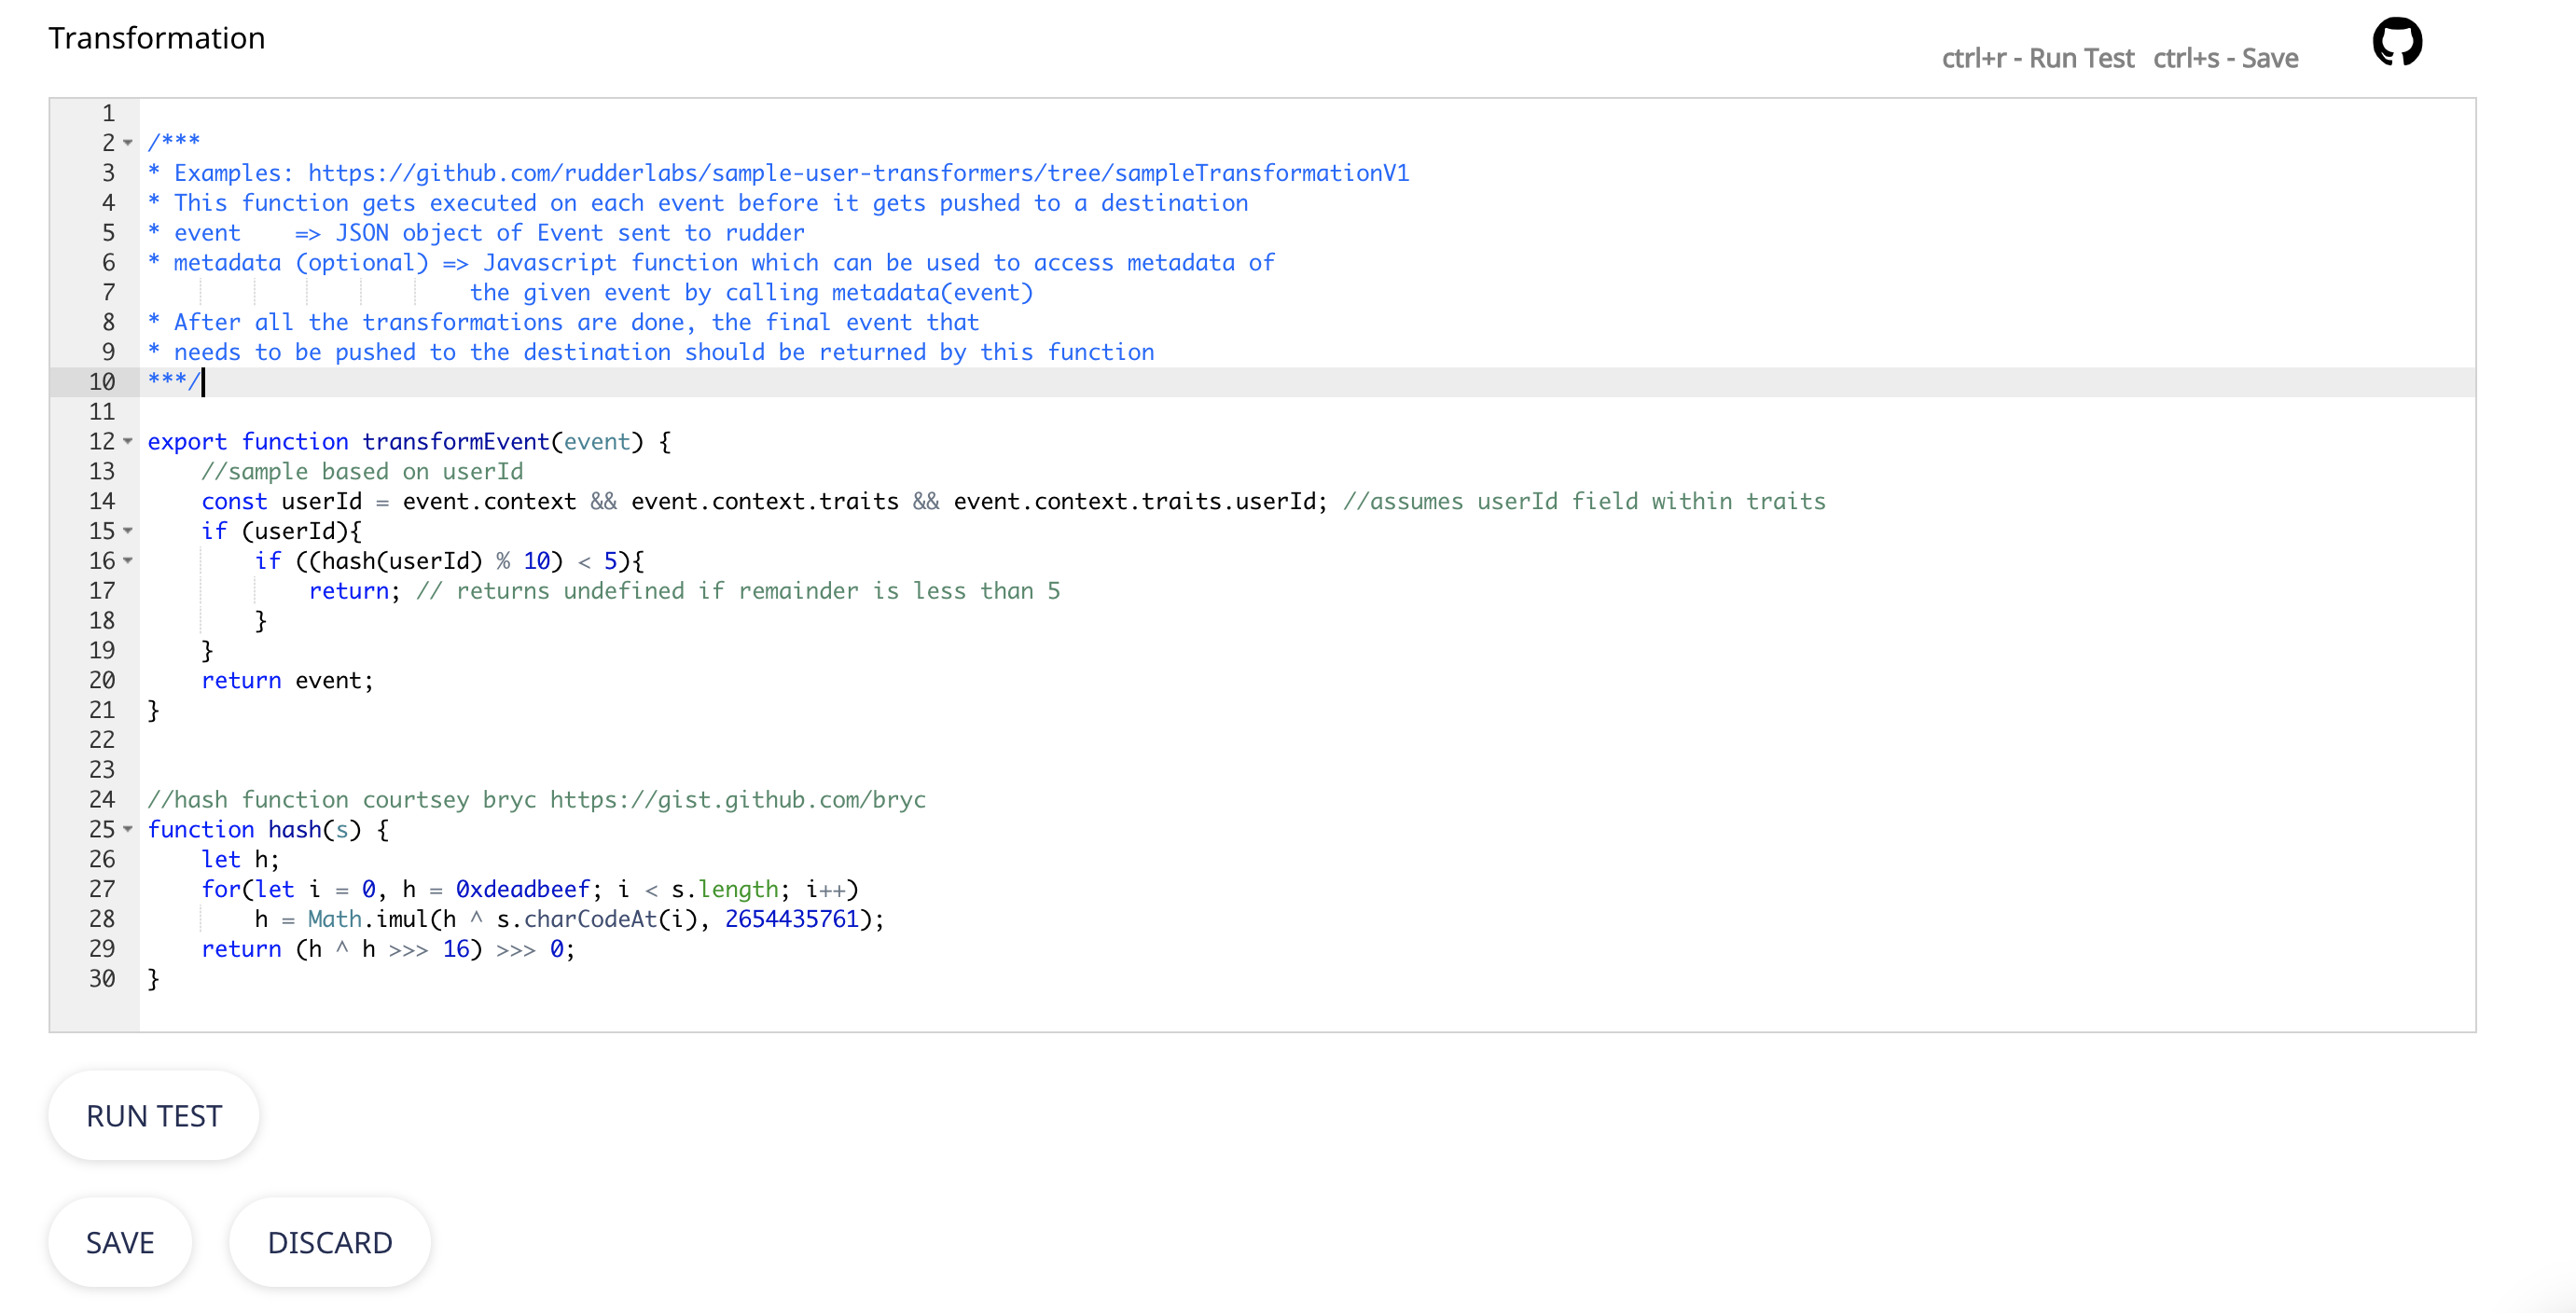 Transformation
ctrl+r - Run Test ctrl+s - Save
1
2 /***
3 * Examples: https://github.com/rudderlabs/sample-user-transformers/tree/sampleTransformationV1
4 * This function gets executed on each event before it gets pushed to a destination
5 * event    => JSON object of Event sent to rudder
6 * metadata (optional) => Javascript function which can be used to access metadata of
7                         the given event by calling metadata(event)
8 * After all the transformations are done, the final event that
9 * needs to be pushed to the destination should be returned by this function
10 ***/
11
12 export function transformEvent(event) {
13     //sample based on userId
14     const userId = event.context && event.context.traits && event.context.traits.userId; //assumes userId field within traits
15     if (userId){
16         if ((hash(userId) % 10) < 5){
17             return; // returns undefined if remainder is less than 5
18         }
19     }
20     return event;
21 }
22
23
24 //hash function courtsey bryc https://gist.github.com/bryc
25 function hash(s) {
26     let h;
27     for(let i = 0, h = 0xdeadbeef; i < s.length; i++)
28         h = Math.imul(h ^ s.charCodeAt(i), 2654435761);
29     return (h ^ h >>> 16) >>> 0;
30 }
RUN TEST
SAVE DISCARD